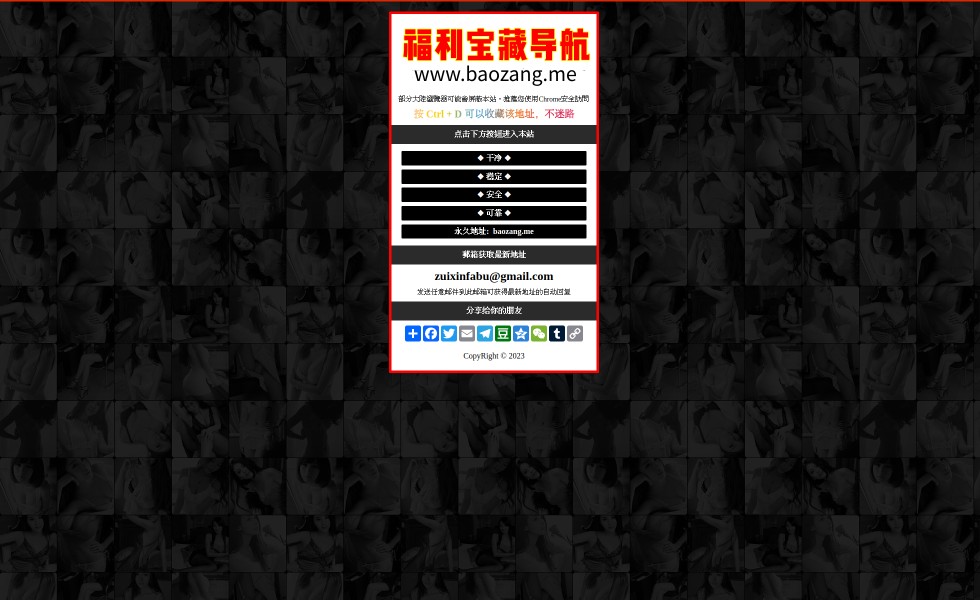 福利宝藏导航
www.baozang.me
部分大陸瀏覽器可能會屏蔽本站，推薦您使用Chrome安全訪問
按 Ctrl + D 可以收藏该地址，不迷路
点击下方按钮进入本站
◆ 干净 ◆
◆ 稳定 ◆
◆ 安全 ◆
◆ 可靠 ◆
永久地址: baozang.me
邮箱获取最新地址
zuixinfabu@gmail.com
发送任意邮件到此邮箱可获得最新地址的自动回复
分享给你的朋友
CopyRight © 2023